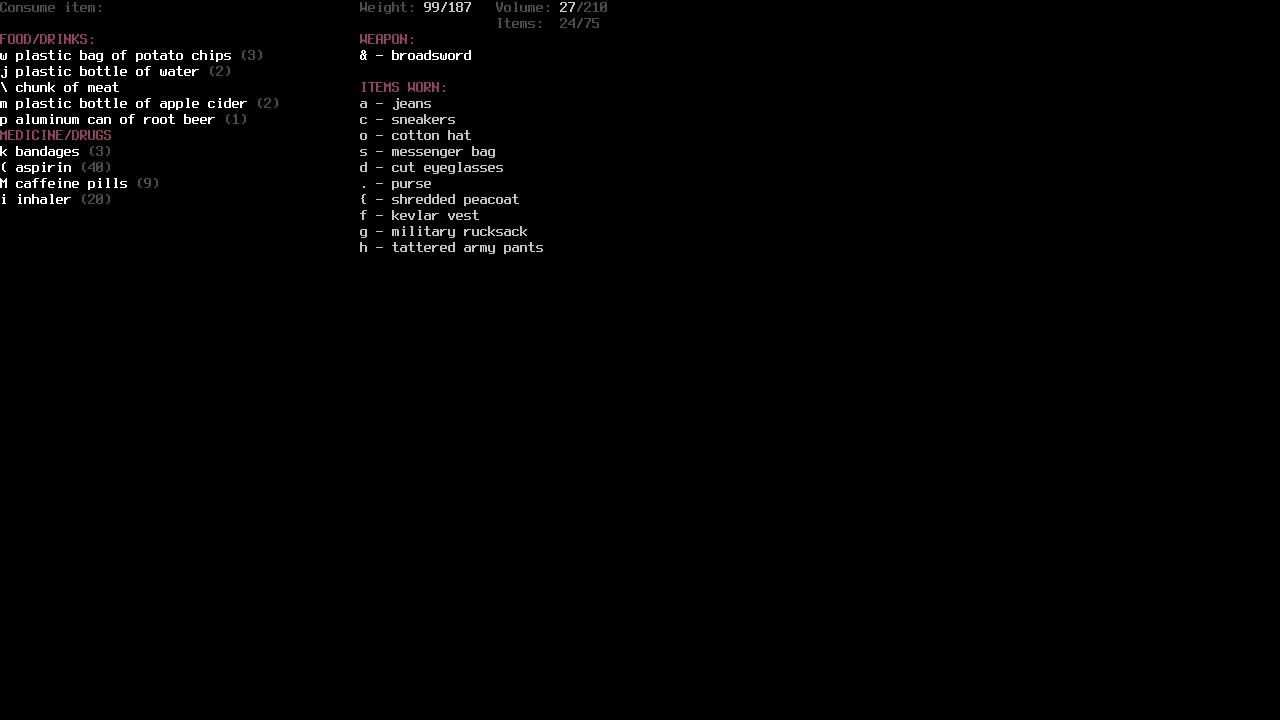 Consume item: Weight: 99/187 Volume: 27/210
Items: 24/75
FOOD/DRINKS:
w plastic bag of potato chips (3)
j plastic bottle of water (2)
\ chunk of meat
m plastic bottle of apple cider (2)
p aluminum can of root beer (1)
MEDICINE/DRUGS
k bandages (3)
( aspirin (40)
M caffeine pills (9)
i inhaler (20)
WEAPON:
& - broadsword
ITEMS WORN:
a - jeans
c - sneakers
o - cotton hat
s - messenger bag
d - cut eyeglasses
. - purse
{ - shredded peacoat
f - kevlar vest
g - military rucksack
h - tattered army pants